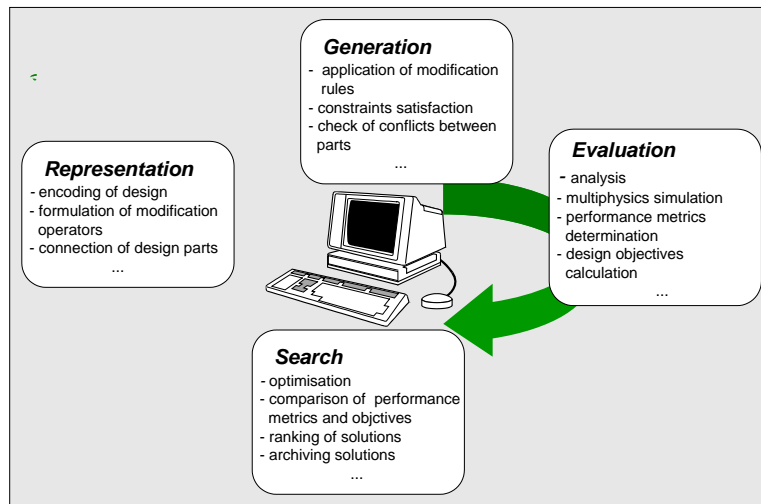 Generation
- application of modification
rules
- constraints satisfaction
- check of conflicts between
parts
...
Representation
- encoding of design
- formulation of modification
operators
- connection of design parts
...
Evaluation
- analysis
- multiphysics simulation
- performance metrics
determination
- design objectives
calculation
...
Search
- optimisation
- comparison of performance
metrics and objctives
- ranking of solutions
- archiving solutions
...